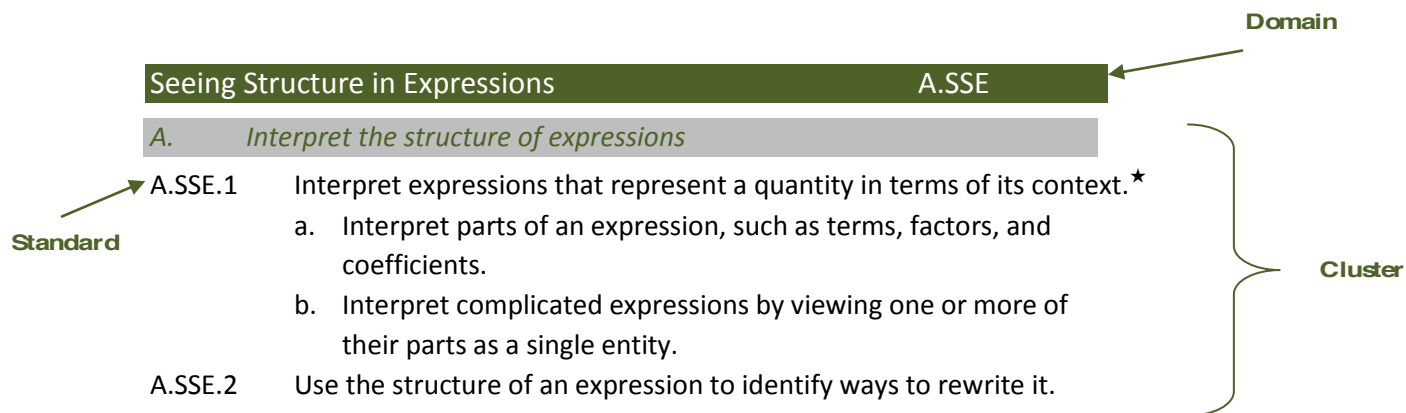 Domain
Seeing Structure in Expressions A.SSE
A. Interpret the structure of expressions
A.SSE.1 Interpret expressions that represent a quantity in terms of its context.★
a. Interpret parts of an expression, such as terms, factors, and
Standard
coefficients.
Cluster
b. Interpret complicated expressions by viewing one or more of
their parts as a single entity.
A.SSE.2 Use the structure of an expression to identify ways to rewrite it.